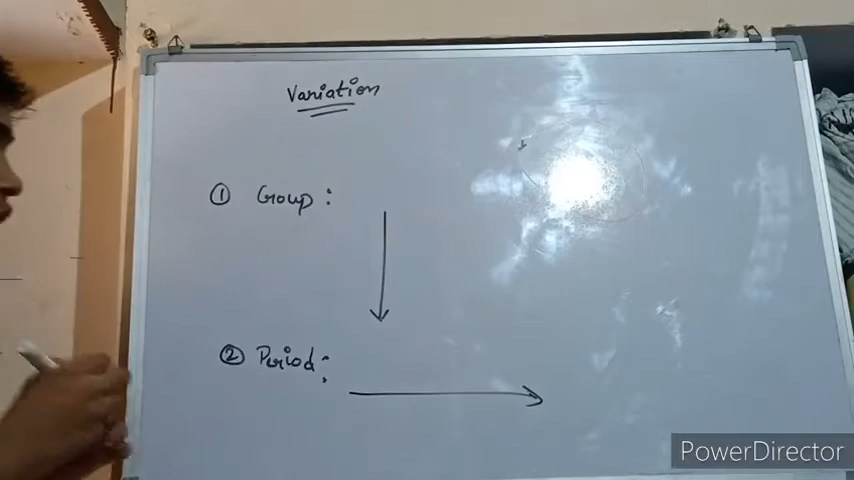 Variation
① Group:
② Period:
PowerDirector